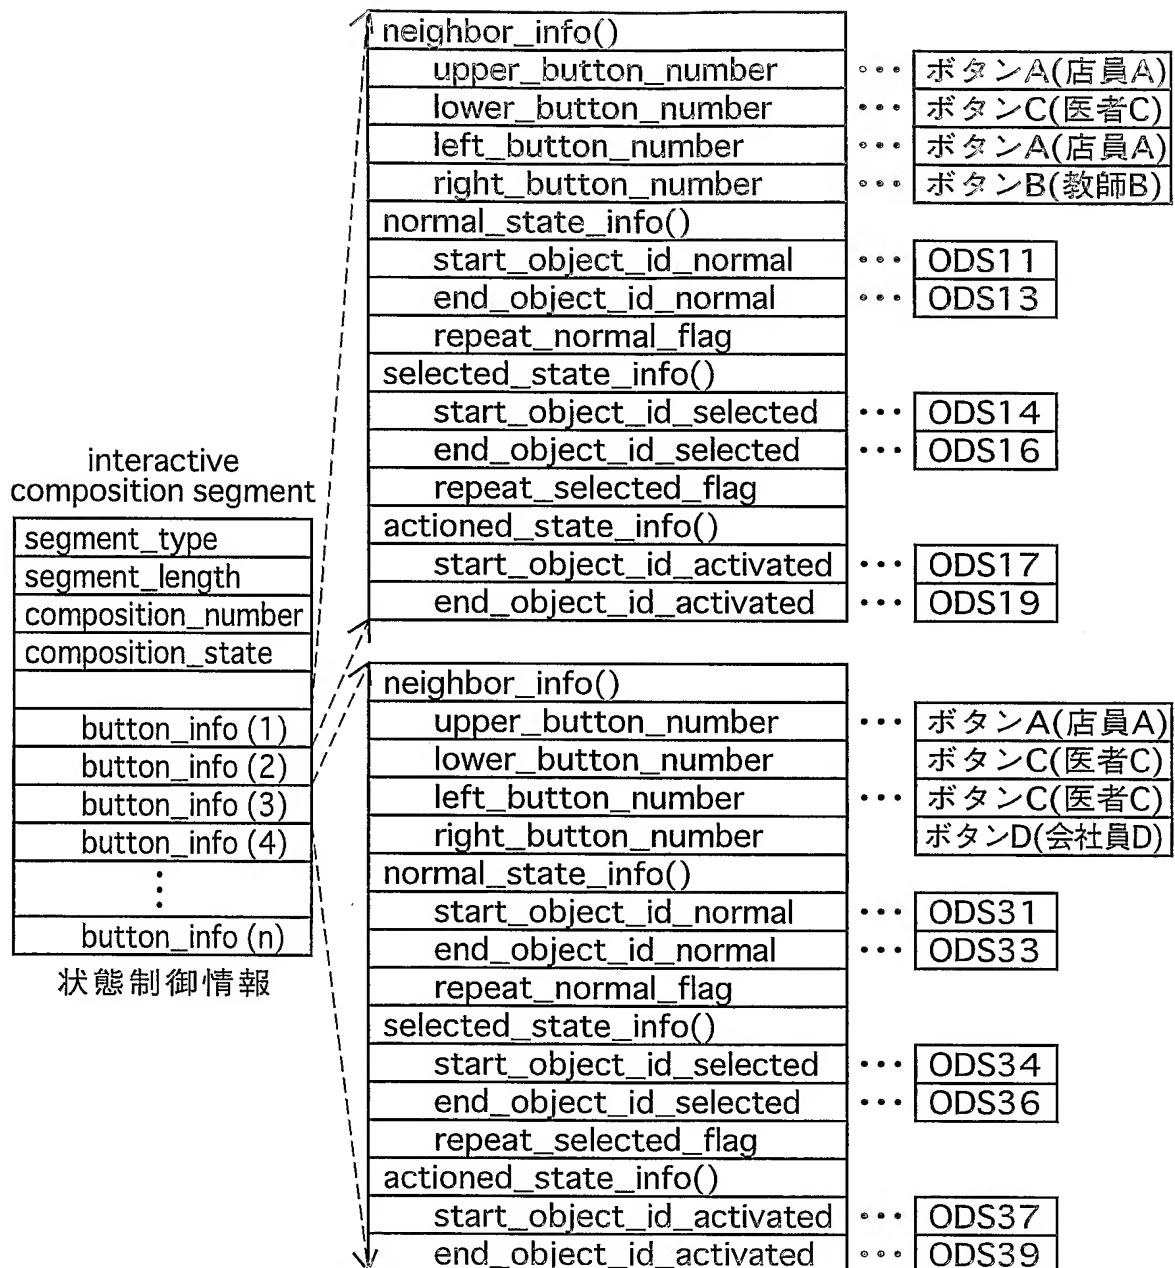 neighbor_info()
upper_button_number ••• ボタンA(店員A)
lower_button_number ••• ボタンC(医者C)
left_button_number ••• ボタンA(店員A)
right_button_number ••• ボタンB(教師B)
normal_state_info()
start_object_id_normal ••• ODS11
end_object_id_normal ••• ODS13
repeat_normal_flag
selected_state_info()
start_object_id_selected ••• ODS14
end_object_id_selected ••• ODS16
repeat_selected_flag
actioned_state_info()
start_object_id_activated ••• ODS17
end_object_id_activated ••• ODS19
interactive
composition segment
segment_type
segment_length
composition_number
composition_state
button_info (1)
button_info (2)
button_info (3)
button_info (4)
⋮
button_info (n)
状態制御情報
neighbor_info()
upper_button_number ••• ボタンA(店員A)
lower_button_number ボタンC(医者C)
left_button_number ••• ボタンC(医者C)
right_button_number ボタンD(会社員D)
normal_state_info()
start_object_id_normal ••• ODS31
end_object_id_normal ••• ODS33
repeat_normal_flag
selected_state_info()
start_object_id_selected ••• ODS34
end_object_id_selected ••• ODS36
repeat_selected_flag
actioned_state_info()
start_object_id_activated ••• ODS37
end_object_id_activated ••• ODS39